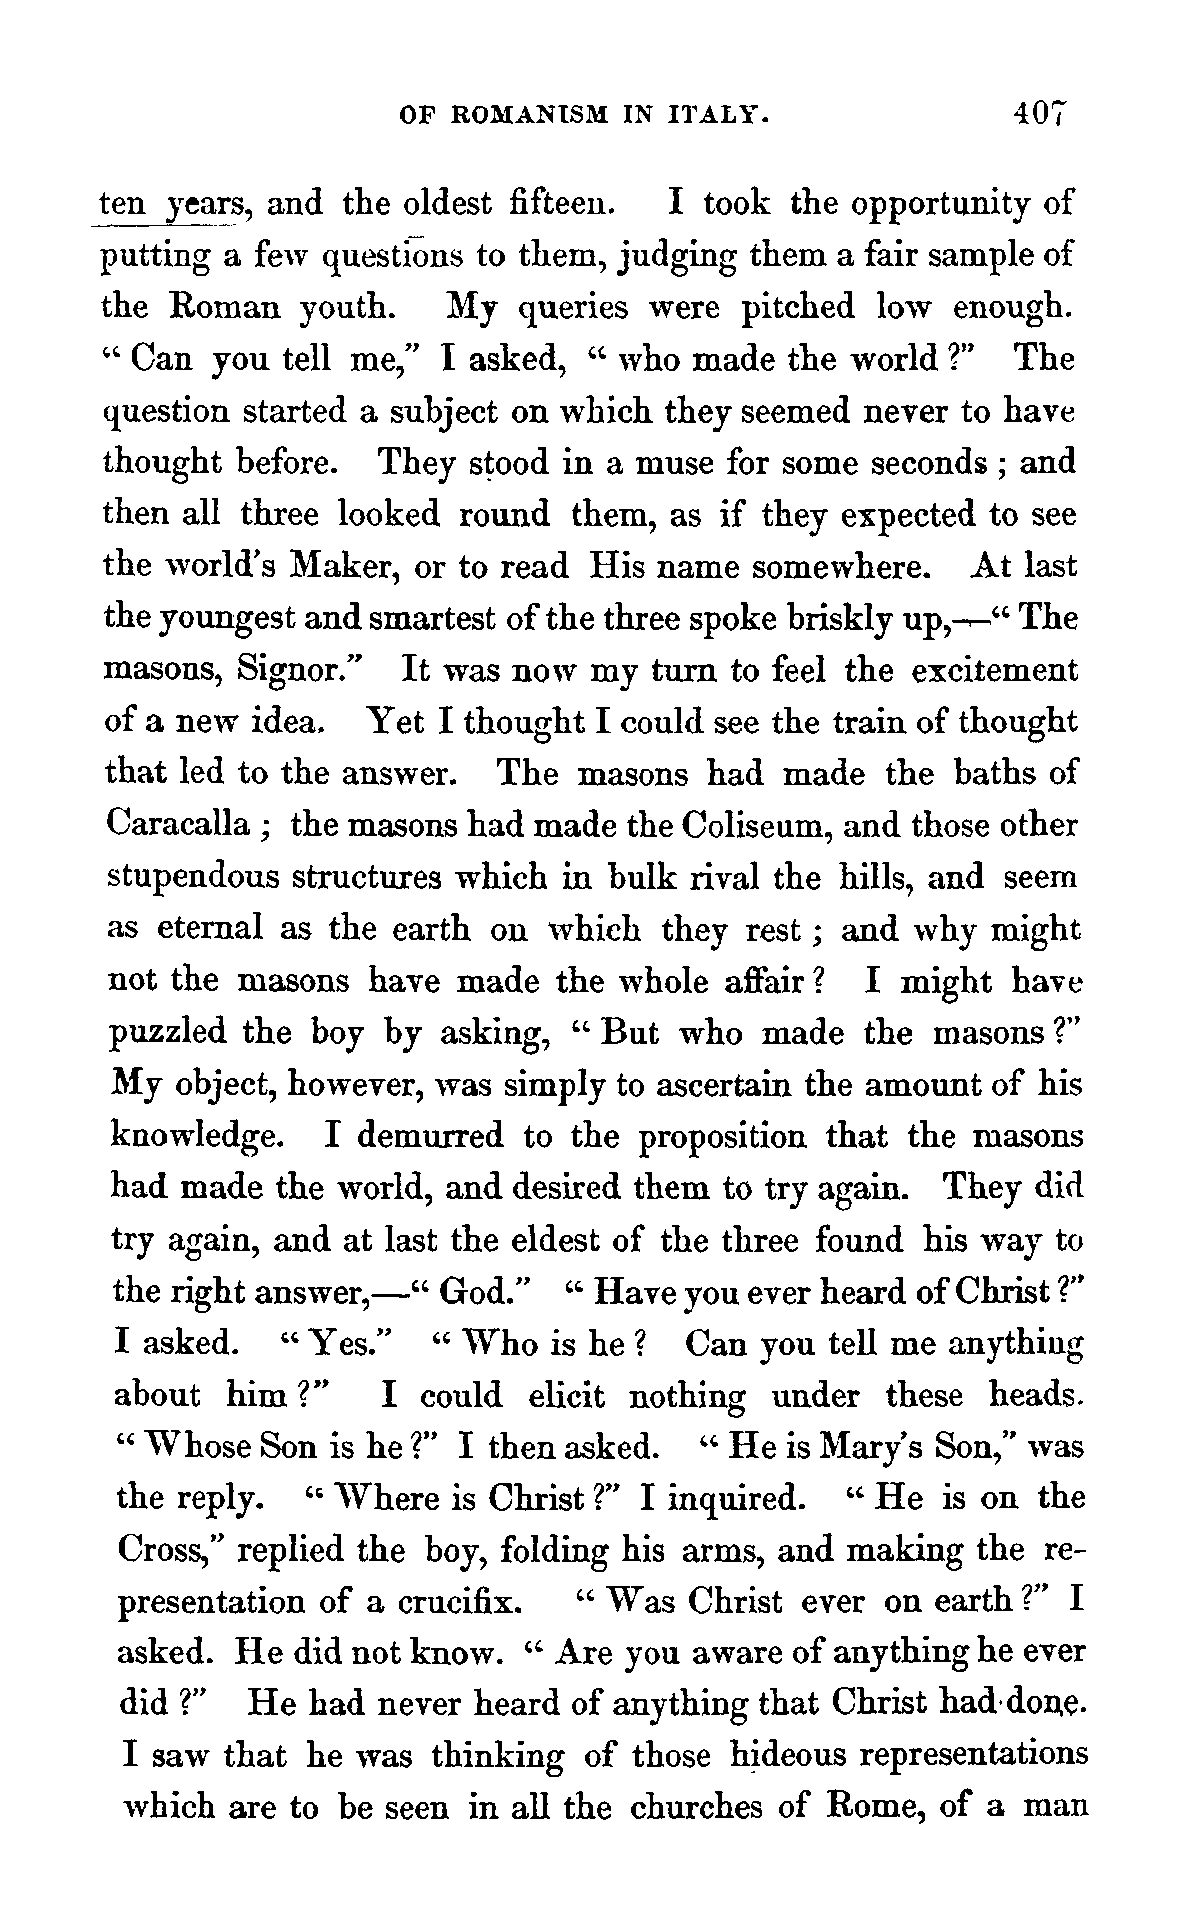 OF ROMANISM IN ITALY. 407
ten years, and the oldest fifteen. I took the opportunity of
putting a few questions to them, judging them a fair sample of
the Roman youth. My queries were pitched low enough.
“ Can you tell me,” I asked, “ who made the world ?” The
question started a subject on which they seemed never to have
thought before. They stood in a muse for some seconds ; and
then all three looked round them, as if they expected to see
the world’s Maker, or to read His name somewhere. At last
the youngest and smartest of the three spoke briskly up,—“ The
masons, Signor.” It was now my turn to feel the excitement
of a new idea. Yet I thought I could see the train of thought
that led to the answer. The masons had made the baths of
Caracalla ; the masons had made the Coliseum, and those other
stupendous structures which in bulk rival the hills, and seem
as eternal as the earth on which they rest ; and why might
not the masons have made the whole affair ? I might have
puzzled the boy by asking, “ But who made the masons ?”
My object, however, was simply to ascertain the amount of his
knowledge. I demurred to the proposition that the masons
had made the world, and desired them to try again. They did
try again, and at last the eldest of the three found his way to
the right answer,—“ God.” “ Have you ever heard of Christ ?”
I asked. “ Yes.” “ Who is he ? Can you tell me anything
about him ?” I could elicit nothing under these heads.
“ Whose Son is he ?” I then asked. “ He is Mary’s Son,” was
the reply. “ Where is Christ ?” I inquired. “ He is on the
Cross,” replied the boy, folding his arms, and making the re-
presentation of a crucifix. “ Was Christ ever on earth ?” I
asked. He did not know. “ Are you aware of anything he ever
did ?” He had never heard of anything that Christ had done.
I saw that he was thinking of those hideous representations
which are to be seen in all the churches of Rome, of a man